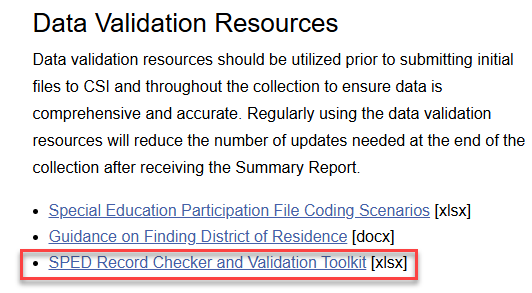 Data Validation Resources
Data validation resources should be utilized prior to submitting initial
files to CSI and throughout the collection to ensure data is
comprehensive and accurate. Regularly using the data validation
resources will reduce the number of updates needed at the end of the
collection after receiving the Summary Report.
• Special Education Participation File Coding Scenarios [xlsx]
• Guidance on Finding District of Residence [docx]
• SPED Record Checker and Validation Toolkit [xlsx]